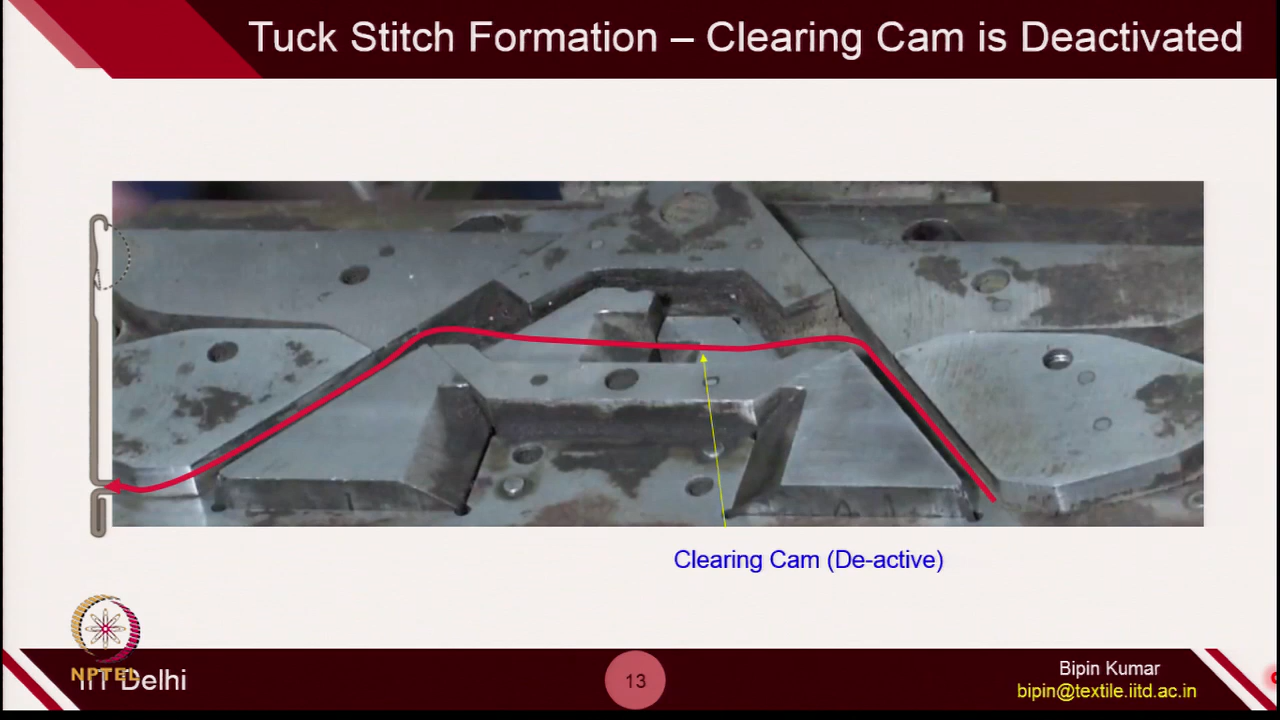 Tuck Stitch Formation – Clearing Cam is Deactivated
Clearing Cam (De-active)
NPTEL
IIT Delhi
13
Bipin Kumar
bipin@textile.iitd.ac.in